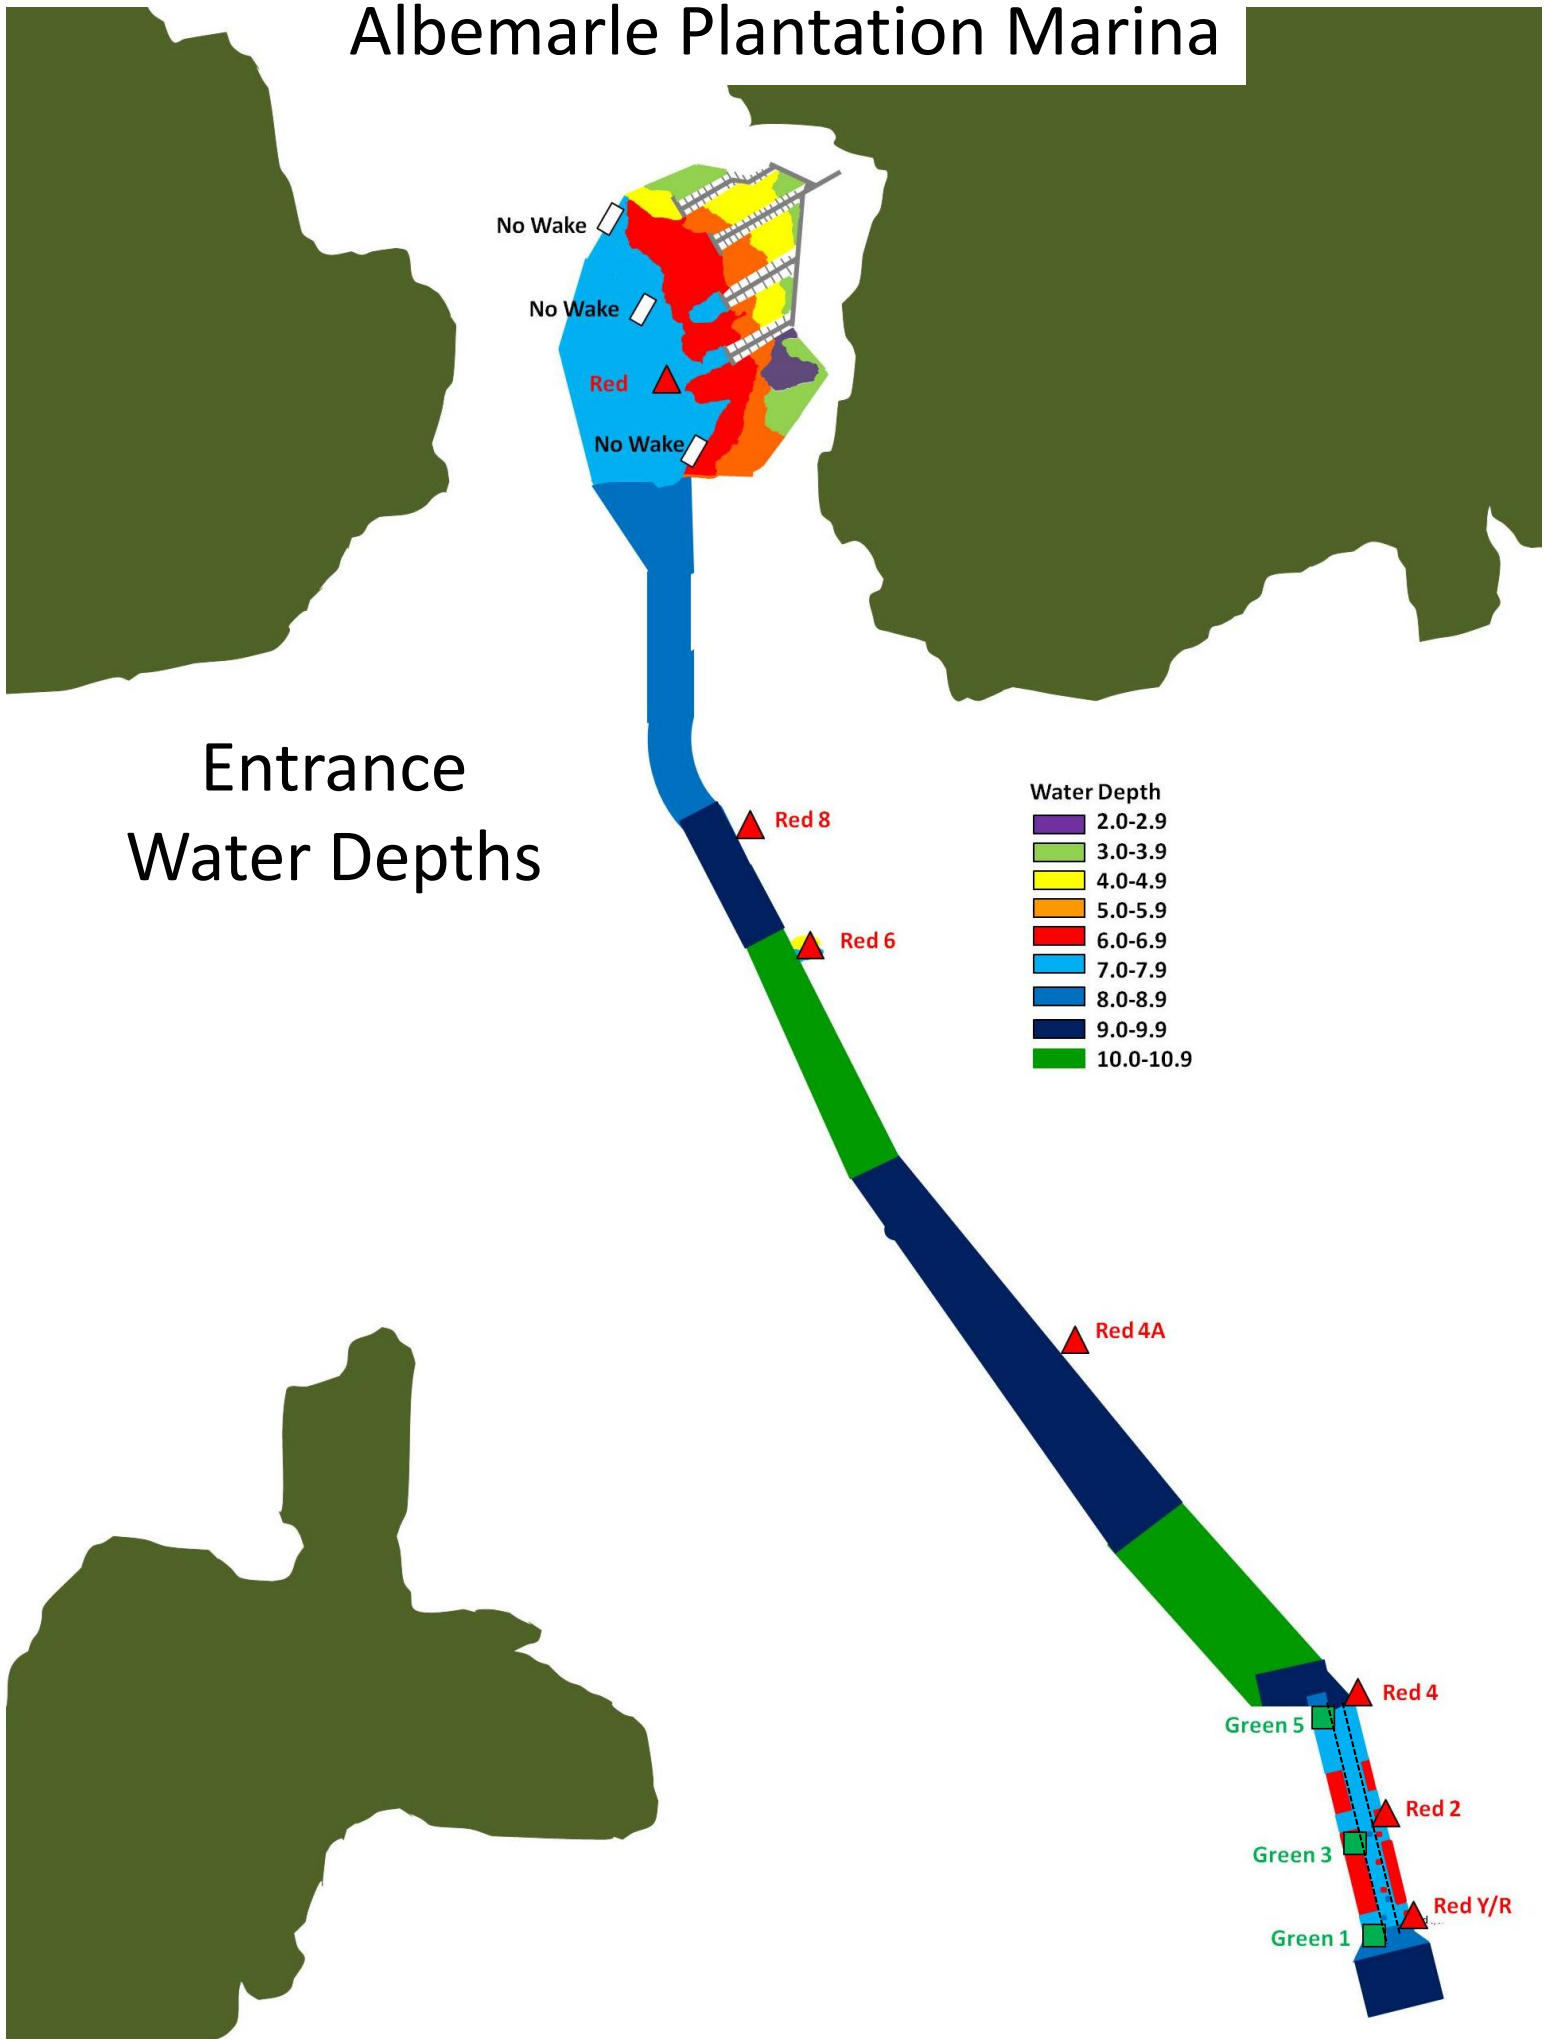 Albemarle Plantation Marina
No Wake
No Wake
Red
No Wake
Entrance
Water Depths
Water Depth
2.0-2.9
3.0-3.9
4.0-4.9
5.0-5.9
6.0-6.9
7.0-7.9
8.0-8.9
9.0-9.9
10.0-10.9
Red 8
Red 6
Red 4A
Red 4
Green 5
Red 2
Green 3
Red Y/R
Green 1